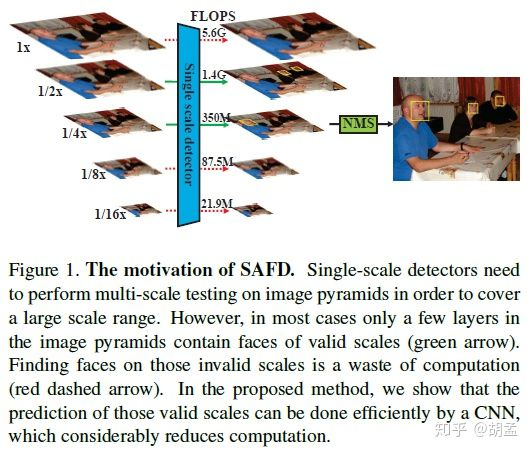 FLOPS
1x
5.6G
1/2x
1.4G
1/4x
350M
1/8x
87.5M
1/16x
21.9M
Single scale detector
NMS
Figure 1. The motivation of SAFD. Single-scale detectors need
to perform multi-scale testing on image pyramids in order to cover
a large scale range. However, in most cases only a few layers in
the image pyramids contain faces of valid scales (green arrow).
Finding faces on those invalid scales is a waste of computation
(red dashed arrow). In the proposed method, we show that the
prediction of those valid scales can be done efficiently by a CNN,
which considerably reduces computation.
知乎 @胡孟